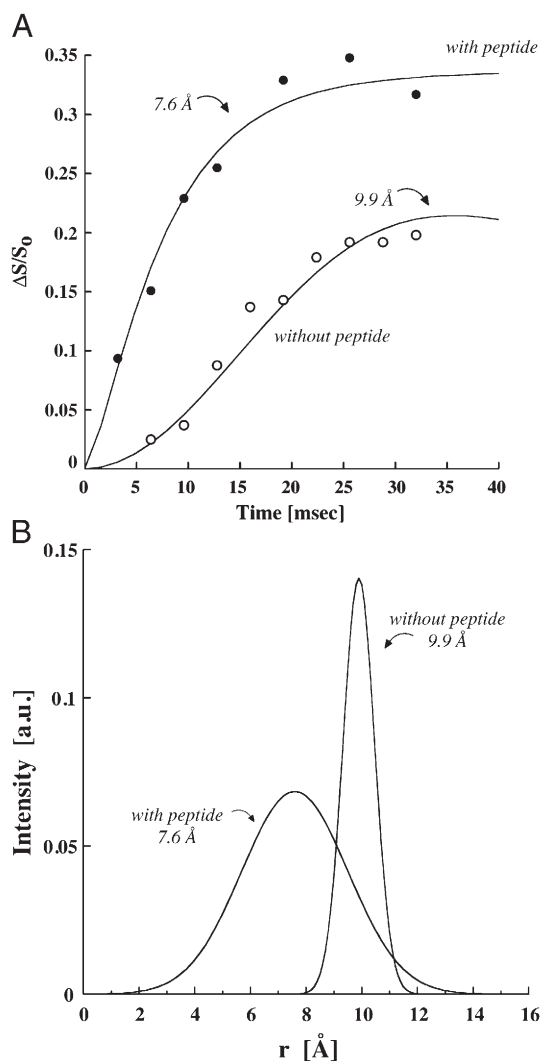 A
0.35
0.3
0.25
0.2
0.15
0.1
0.05
0
ΔS/S₀
with peptide
7.6 Å
9.9 Å
without peptide
0 5 10 15 20 25 30 35 40
Time [msec]
B
0.15
0.1
0.05
0
Intensity [a.u.]
without peptide
9.9 Å
with peptide
7.6 Å
0 2 4 6 8 10 12 14 16
r [Å]